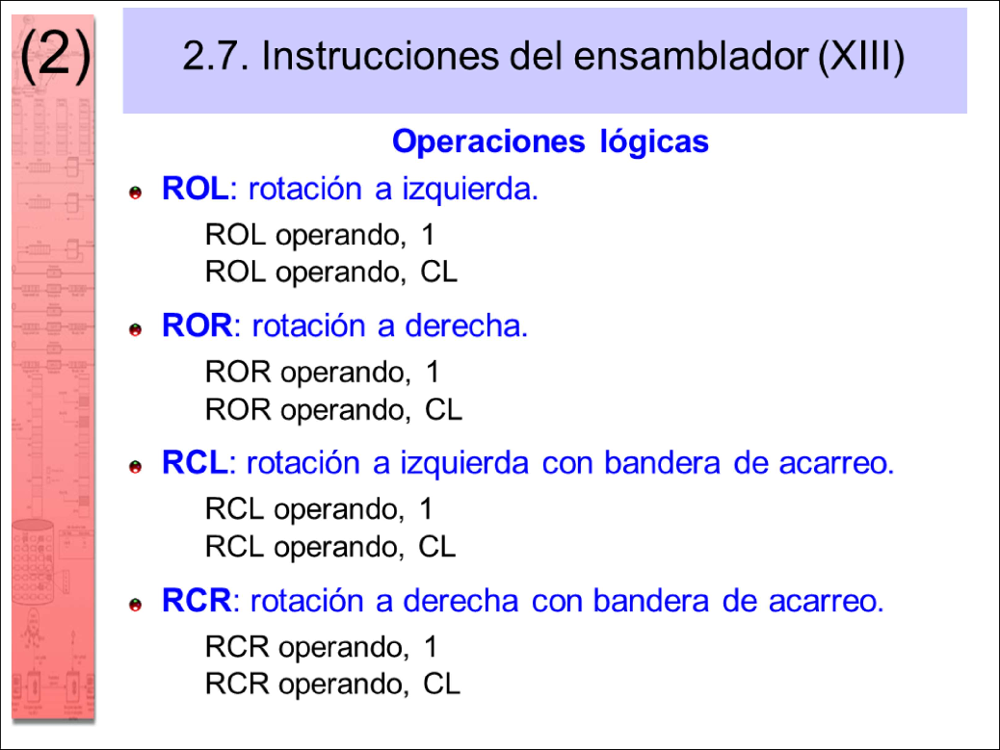 (2)
2.7. Instrucciones del ensamblador (XIII)
Operaciones lógicas
ROL: rotación a izquierda.
ROL operando, 1
ROL operando, CL
ROR: rotación a derecha.
ROR operando, 1
ROR operando, CL
RCL: rotación a izquierda con bandera de acarreo.
RCL operando, 1
RCL operando, CL
RCR: rotación a derecha con bandera de acarreo.
RCR operando, 1
RCR operando, CL